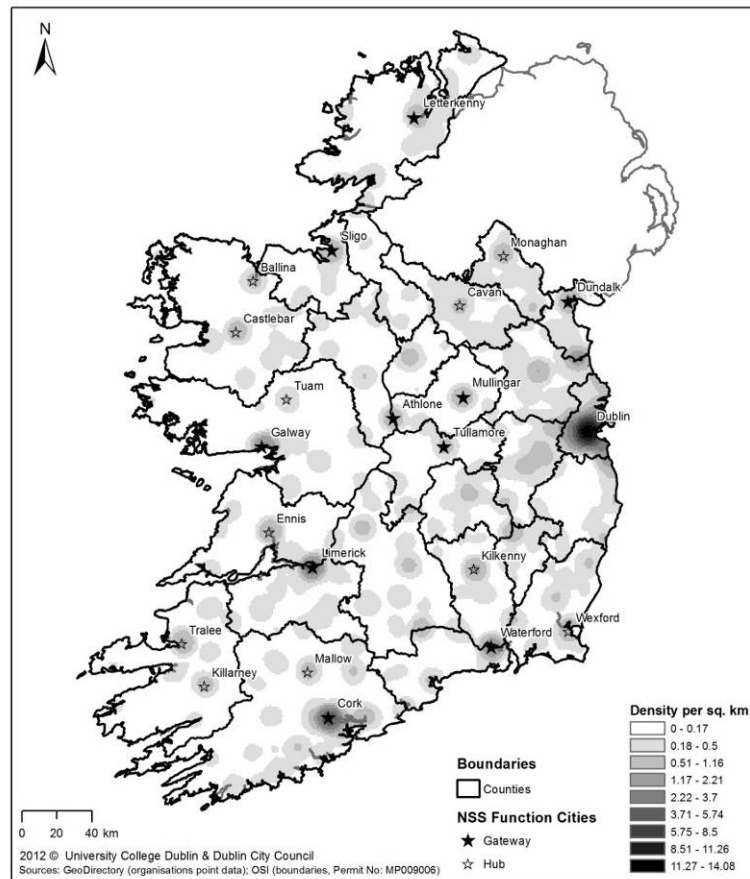 N
Letterkenny
Sligo
Monaghan
Ballina
Cavan
Dundalk
Castlebar
Tuam
Mullingar
Athlone
Dublin
Galway
Tullamore
Ennis
Limerick
Kilkenny
Wexford
Tralee
Waterford
Mallow
Killarney
Cork
Density per sq. km
0 - 0.17
0.18 - 0.5
0.51 - 1.16
1.17 - 2.21
2.22 - 3.7
3.71 - 5.74
5.75 - 8.5
8.51 - 11.26
11.27 - 14.08
Boundaries
Counties
NSS Function Cities
Gateway
Hub
0 20 40
km
2012 © University College Dublin & Dublin City Council
Sources: GeoDirectory (organisations point data); OSI (boundaries, Permit No: MP009006)